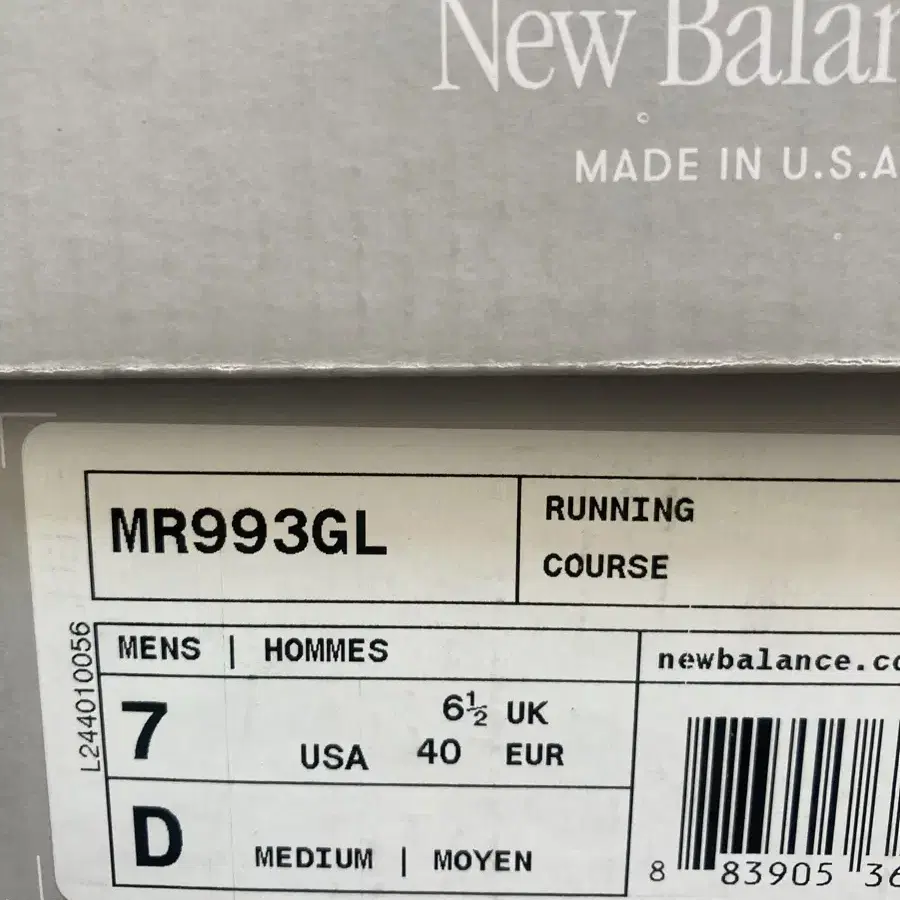 New Balan
MADE IN U.S.A
MR993GL
RUNNING
COURSE
L244010056
MENS | HOMMES
newbalance.co
7
6½ UK
USA 40 EUR
D
MEDIUM | MOYEN
8 83905 36